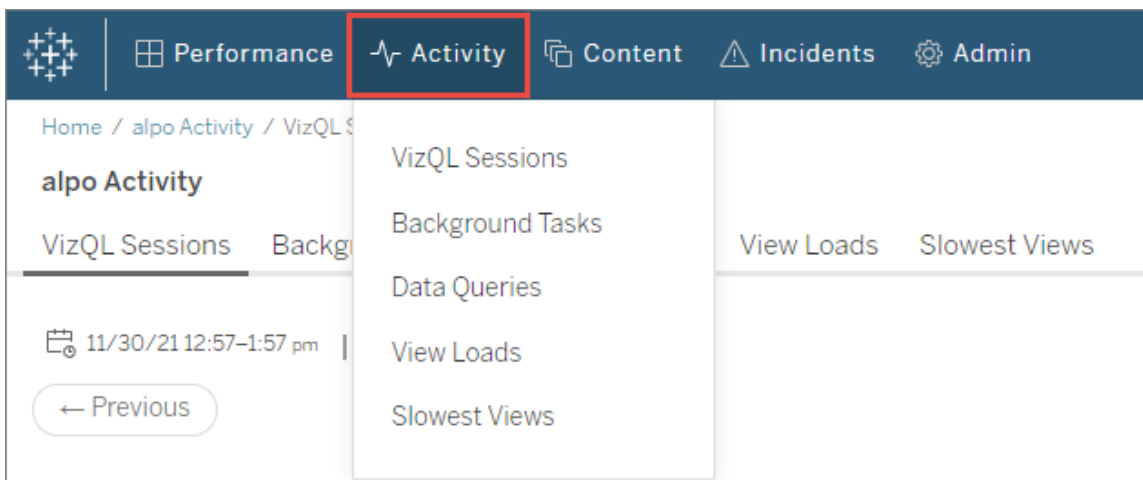 Performance Activity Content Incidents Admin
Home / alpo Activity / VizQL
VizQL Sessions
alpo Activity
Background Tasks
VizQL Sessions View Loads Slowest Views
Data Queries
11/30/21 12:57–1:57 pm |
View Loads
← Previous
Slowest Views